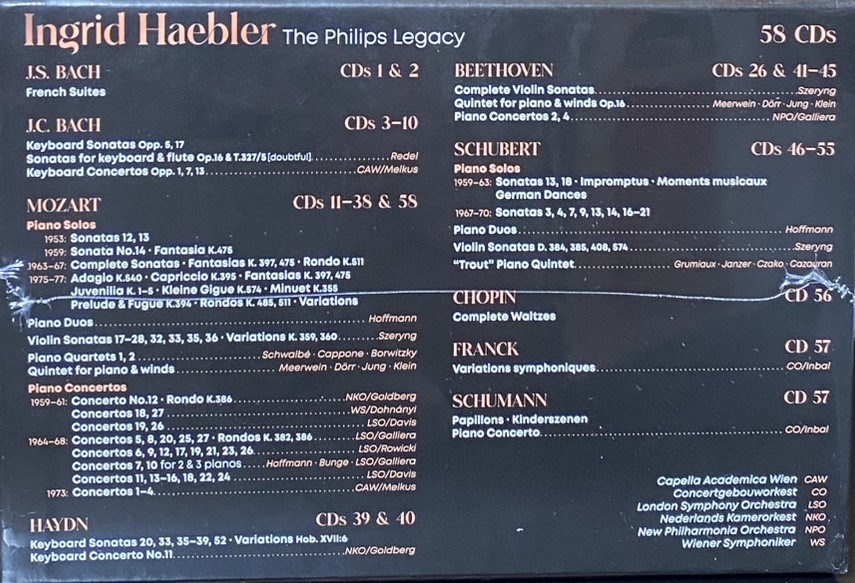 Ingrid Haebler The Philips Legacy 58 CDs
J.S. BACH CDs 1 & 2
French Suites
J.C. BACH CDs 3–10
Keyboard Sonatas Opp. 5, 17
Sonatas for keyboard & flute Op.16 & T.327/5 [doubtful] Redel
Keyboard Concertos Opp. 1, 7, 13 CAW/Melkus
MOZART CDs 11–38 & 58
Piano Solos
1953: Sonatas 12, 13
1959: Sonata No.14 · Fantasia K.475
1963–67: Complete Sonatas · Fantasias K. 397, 475 · Rondo K.511
1975–77: Adagio K.540 · Capriccio K.395 · Fantasias K. 397, 475
Juvenilia K. 1–5 · Kleine Gigue K.574 · Minuet K.355
Prelude & Fugue K.394 · Rondos K. 485, 511 · Variations
Piano Duos Hoffmann
Violin Sonatas 17–28, 32, 33, 35, 36 · Variations K. 359, 360 Szeryng
Piano Quartets 1, 2 Schwalbé · Cappone · Borwitzky
Quintet for piano & winds Meerwein · Dörr · Jung · Klein
Piano Concertos
1959–61: Concerto No.12 · Rondo K.386 NKO/Goldberg
Concertos 18, 27 WS/Dohnányi
Concertos 19, 26 LSO/Davis
1964–68: Concertos 5, 8, 20, 25, 27 · Rondos K. 382, 386 LSO/Galliera
Concertos 6, 9, 12, 17, 19, 21, 23, 26 LSO/Rowicki
Concertos 7, 10 for 2 & 3 pianos Hoffmann · Bunge · LSO/Galliera
Concertos 11, 13–16, 18, 22, 24 LSO/Davis
1973: Concertos 1–4 CAW/Melkus
HAYDN CDs 39 & 40
Keyboard Sonatas 20, 33, 35–39, 52 · Variations Hob. XVII:6
Keyboard Concerto No.11 NKO/Goldberg
BEETHOVEN CDs 26 & 41–45
Complete Violin Sonatas Szeryng
Quintet for piano & winds Op.16 Meerwein · Dörr · Jung · Klein
Piano Concertos 2, 4 NPO/Galliera
SCHUBERT CDs 46–55
Piano Solos
1959–63: Sonatas 13, 18 · Impromptus · Moments musicaux
German Dances
1967–70: Sonatas 3, 4, 7, 9, 13, 14, 16–21
Piano Duos Hoffmann
Violin Sonatas D. 384, 385, 408, 574 Szeryng
“Trout” Piano Quintet Grumiaux · Janzer · Czako · Cazauran
CHOPIN CD 56
Complete Waltzes
FRANCK CD 57
Variations symphoniques CO/Inbal
SCHUMANN CD 57
Papillons · Kinderszenen
Piano Concerto CO/Inbal
Capella Academica Wien CAW
Concertgebouworkest CO
London Symphony Orchestra LSO
Nederlands Kamerorkest NKO
New Philharmonia Orchestra NPO
Wiener Symphoniker WS